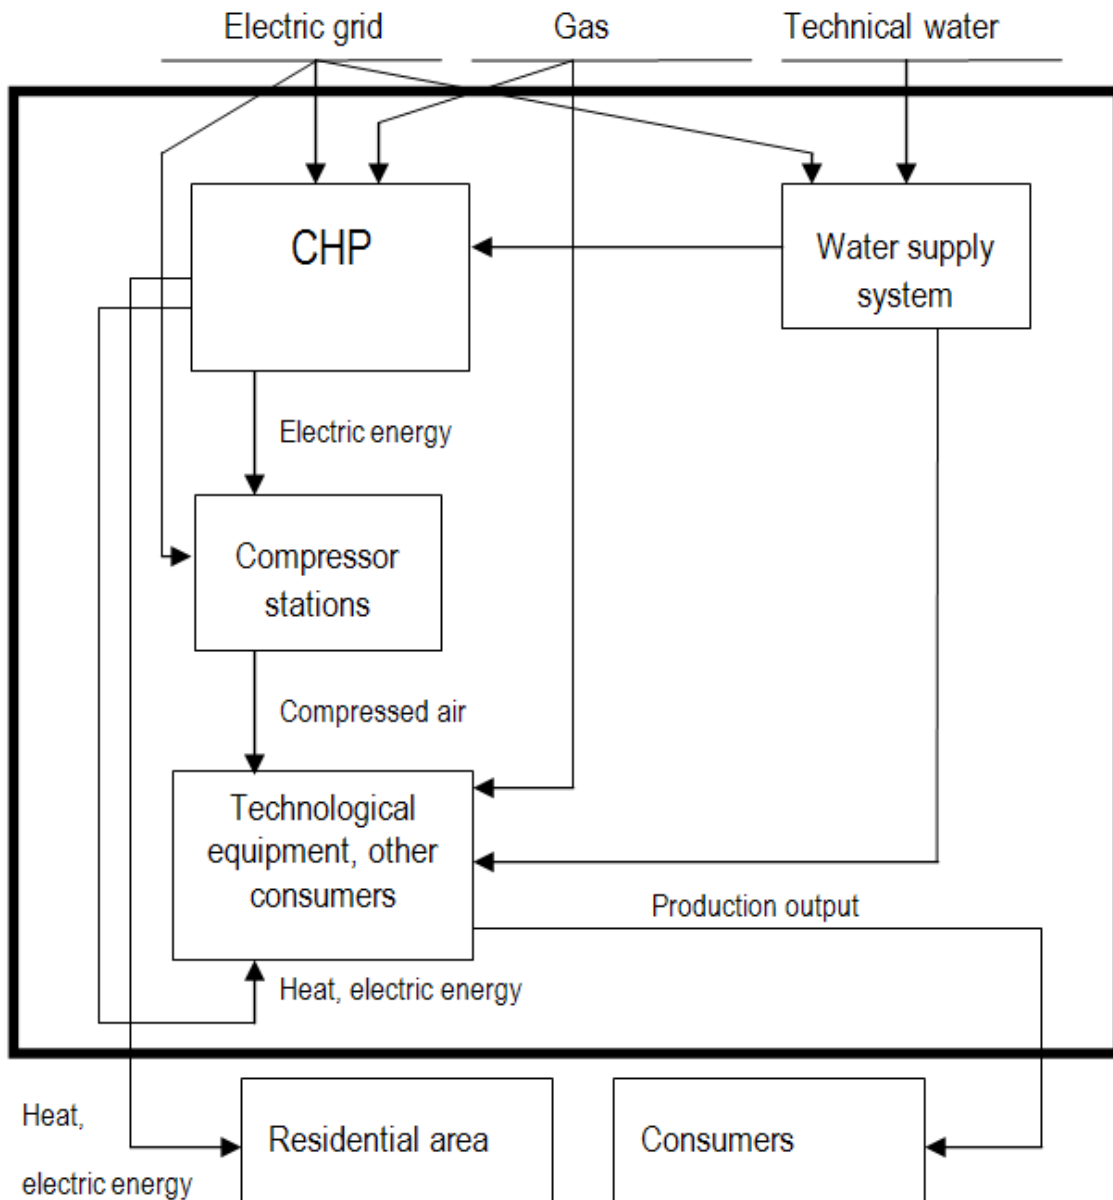 Electric grid
Gas
Technical water
CHP
Water supply
system
Electric energy
Compressor
stations
Compressed air
Technological
equipment, other
consumers
Production output
Heat, electric energy
Heat,
electric energy
Residential area
Consumers